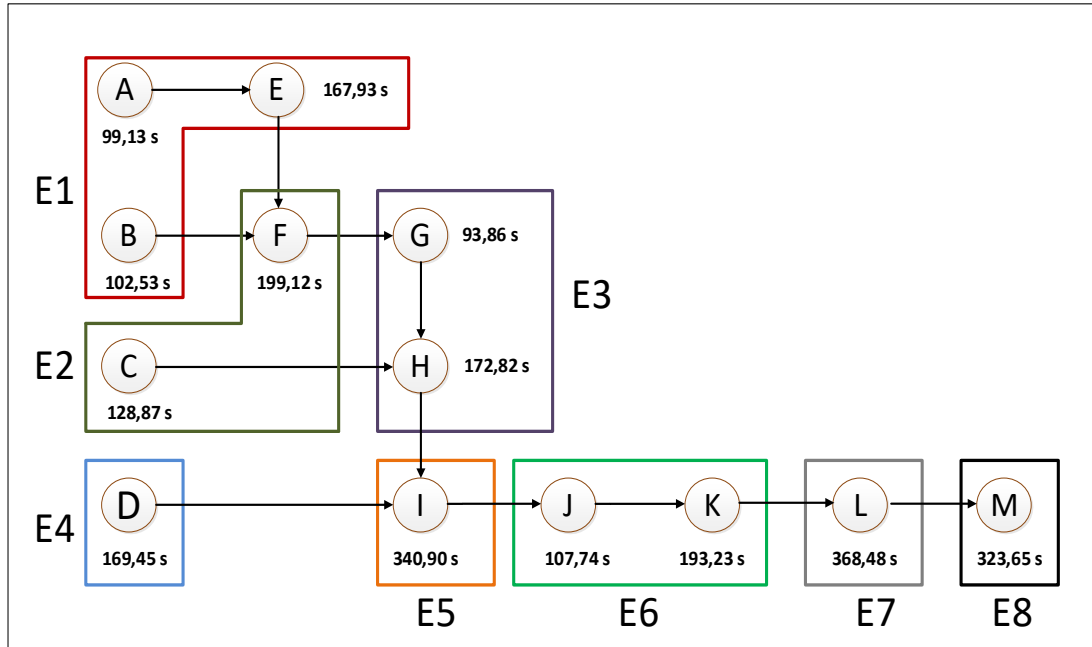 A E 167,93 s
99,13 s
E1
B F G 93,86 s
102,53 s 199,12 s
E3
E2 C H 172,82 s
128,87 s
E4 D I J K L M
169,45 s 340,90 s 107,74 s 193,23 s 368,48 s 323,65 s
E5 E6 E7 E8